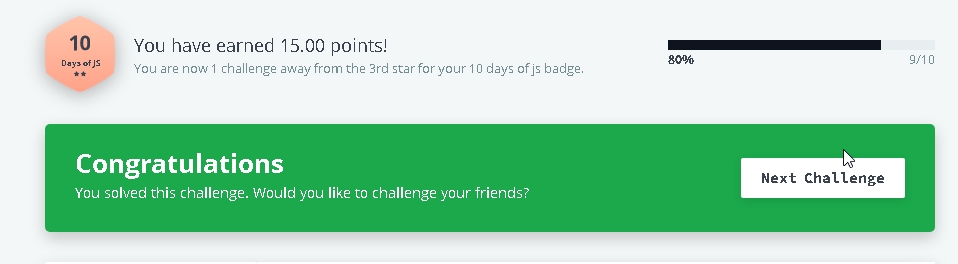 10
Days of JS
★★
You have earned 15.00 points!
You are now 1 challenge away from the 3rd star for your 10 days of js badge.
80%
9/10
Congratulations
You solved this challenge. Would you like to challenge your friends?
Next Challenge